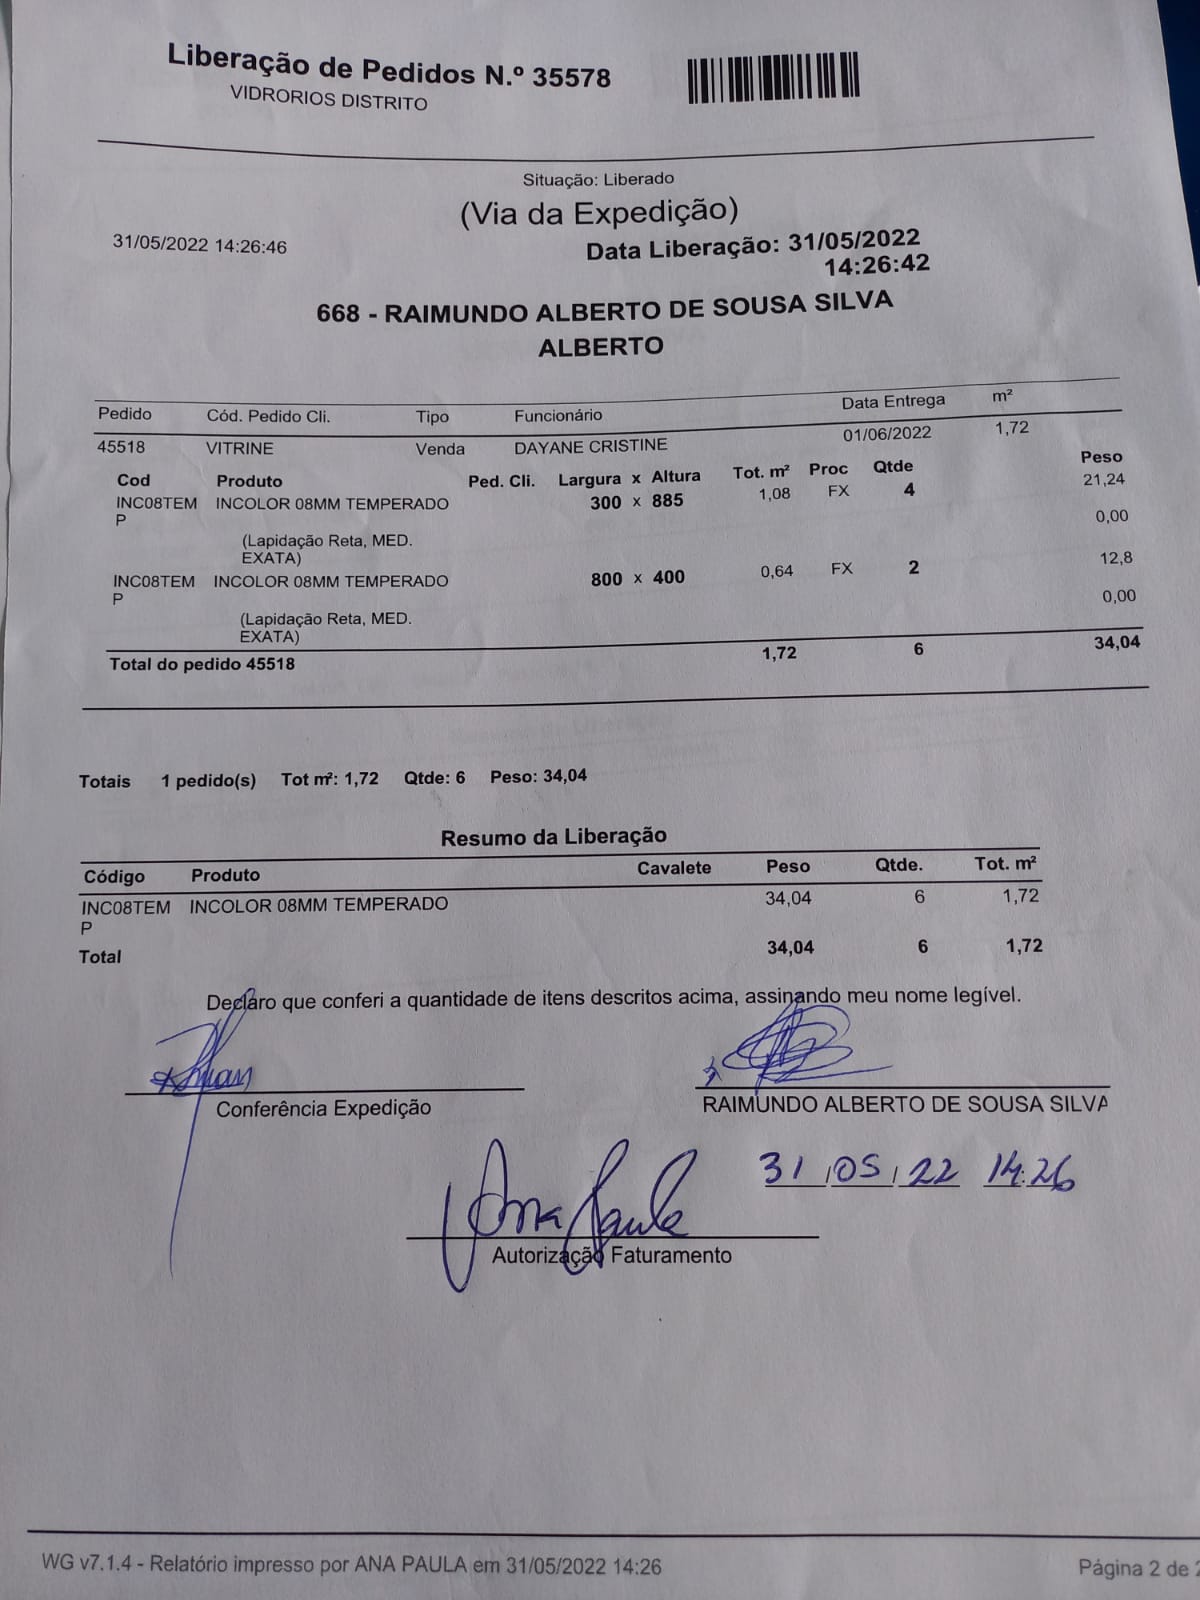 Liberação de Pedidos N.º 35578
VIDRORIOS DISTRITO
Situação: Liberado
(Via da Expedição)
31/05/2022 14:26:46
Data Liberação: 31/05/2022
14:26:42
668 - RAIMUNDO ALBERTO DE SOUSA SILVA
ALBERTO
Pedido Cód. Pedido Cli. Tipo Funcionário Data Entrega m²
45518 VITRINE Venda DAYANE CRISTINE 01/06/2022 1,72
Cod Produto Ped. Cli. Largura x Altura Tot. m² Proc Qtde Peso
INC08TEM INCOLOR 08MM TEMPERADO 300 x 885 1,08 FX 4 21,24
P
(Lapidação Reta, MED. 0,00
EXATA)
INC08TEM INCOLOR 08MM TEMPERADO 800 x 400 0,64 FX 2 12,8
P
(Lapidação Reta, MED. 0,00
EXATA)
Total do pedido 45518 1,72 6 34,04
Totais 1 pedido(s) Tot m²: 1,72 Qtde: 6 Peso: 34,04
Resumo da Liberação
Código Produto Cavalete Peso Qtde. Tot. m²
INC08TEM INCOLOR 08MM TEMPERADO 34,04 6 1,72
P
Total 34,04 6 1,72
Declaro que conferi a quantidade de itens descritos acima, assinando meu nome legível.
Conferência Expedição
RAIMUNDO ALBERTO DE SOUSA SILVA
31/05/22 14:26
Ana Paula
Autorização Faturamento
WG v7.1.4 - Relatório impresso por ANA PAULA em 31/05/2022 14:26
Página 2 de 2